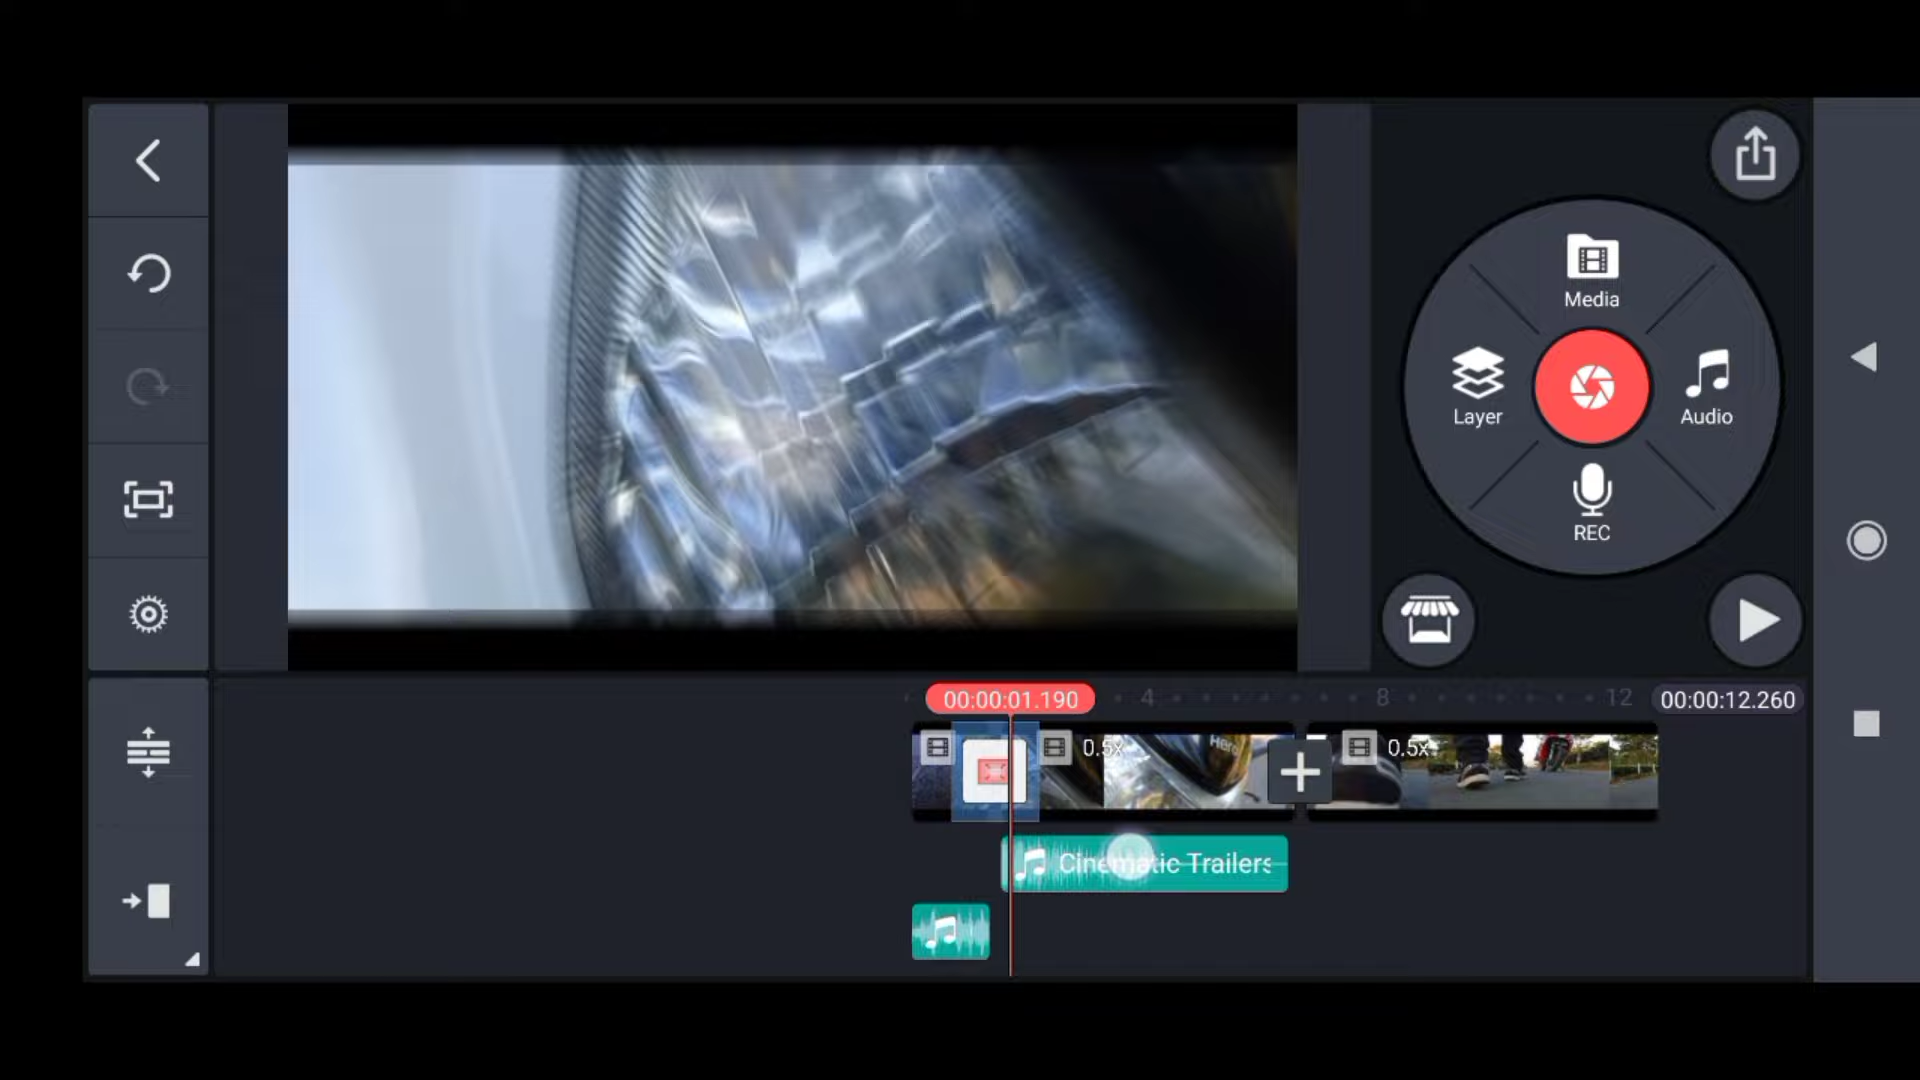 Media
Layer
Audio
REC
00:00:01.190
4
8
12
00:00:12.260
0.5x
Hero
0.5x
Cinematic Trailers